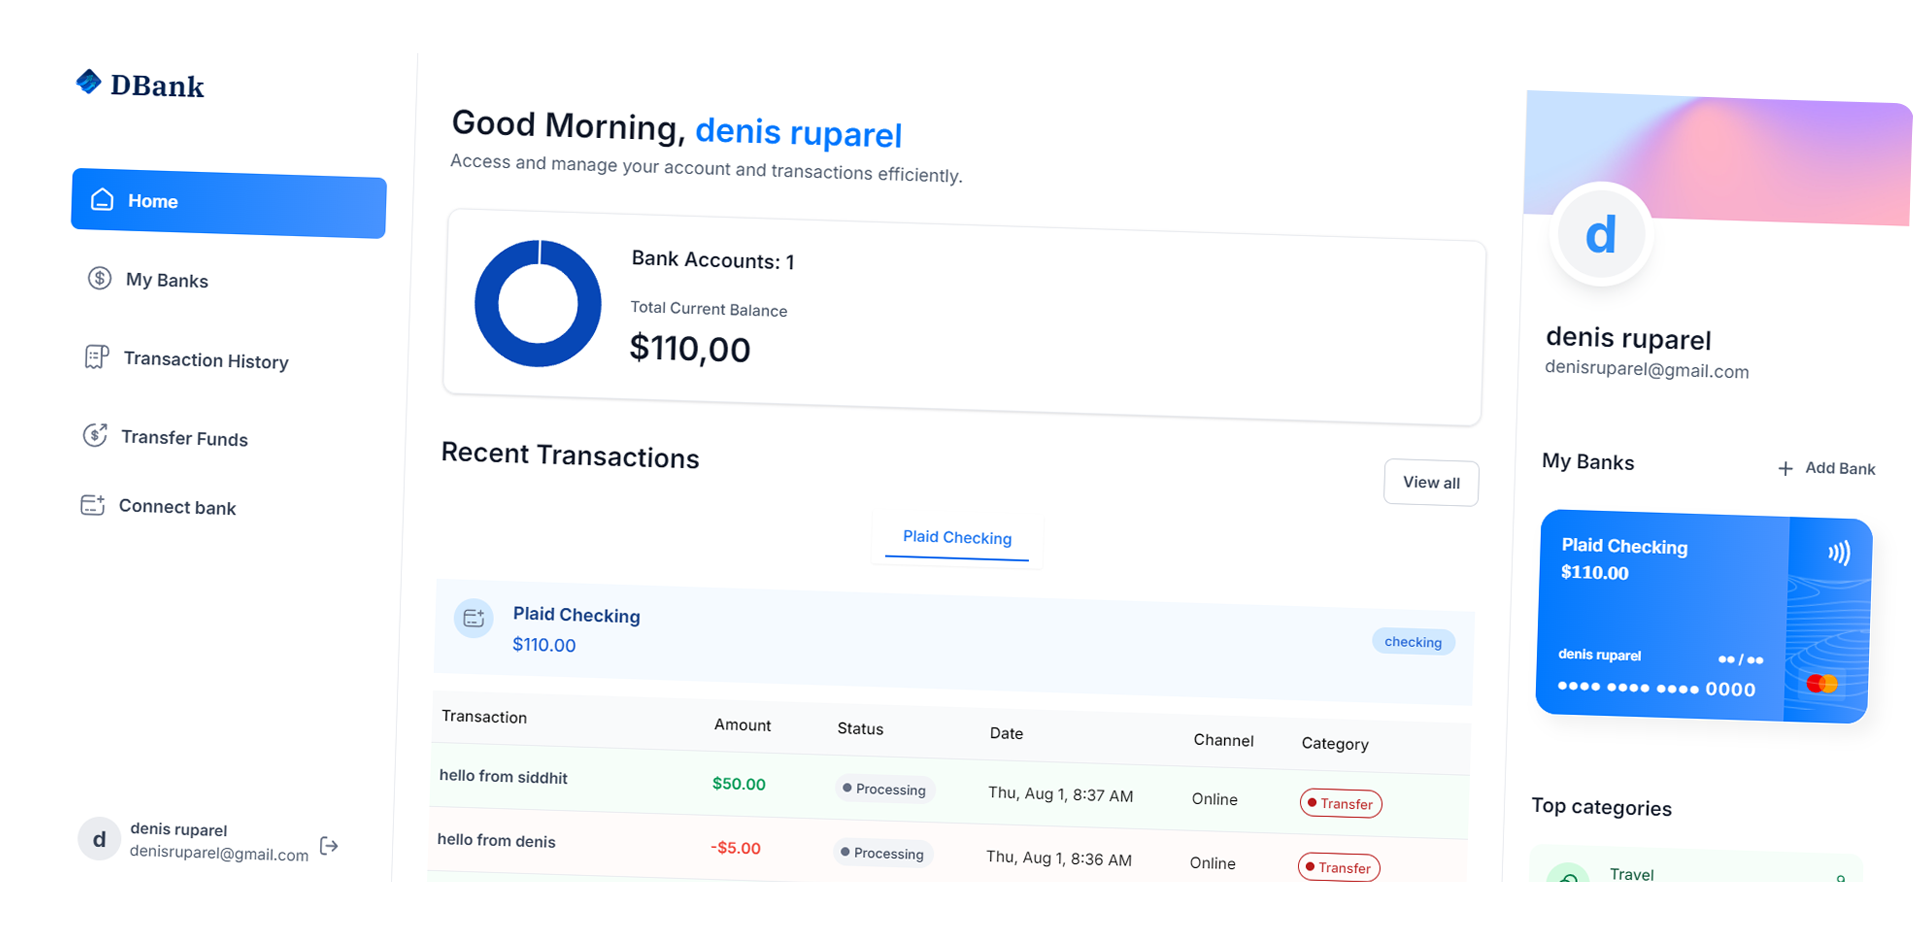 DBank
Home
My Banks
Transaction History
Transfer Funds
Connect bank
d
denis ruparel
denisruparel@gmail.com
Good Morning, denis ruparel
Access and manage your account and transactions efficiently.
Bank Accounts: 1
Total Current Balance
$110,00
Recent Transactions
View all
Plaid Checking
Plaid Checking
$110.00
checking
Transaction Amount Status Date Channel Category
hello from siddhit $50.00 Processing Thu, Aug 1, 8:37 AM Online Transfer
hello from denis -$5.00 Processing Thu, Aug 1, 8:36 AM Online Transfer
d
denis ruparel
denisruparel@gmail.com
My Banks
+ Add Bank
Plaid Checking
$110.00
denis ruparel ●● / ●●
●●●● ●●●● ●●●● 0000
Top categories
Travel